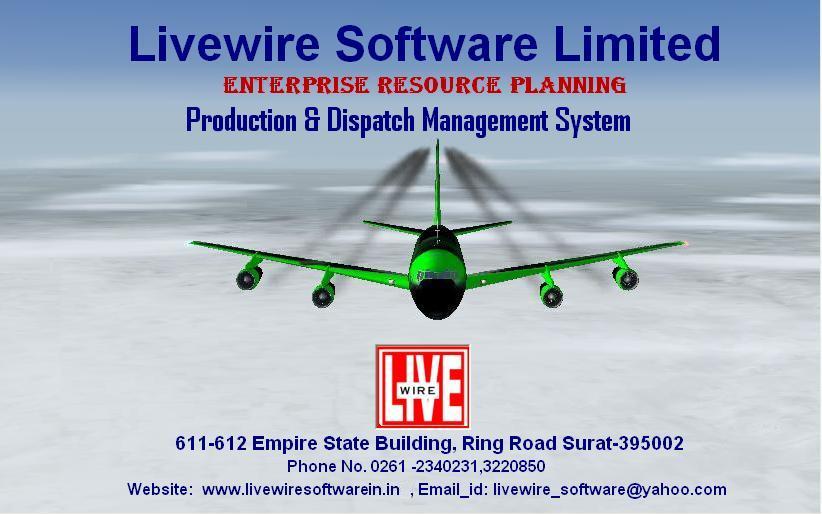 Livewire Software Limited
ENTERPRISE RESOURCE PLANNING
Production & Dispatch Management System
LIVE
WIRE
611-612 Empire State Building, Ring Road Surat-395002
Phone No. 0261 -2340231,3220850
Website: www.livewiresoftwarein.in , Email_id: livewire_software@yahoo.com